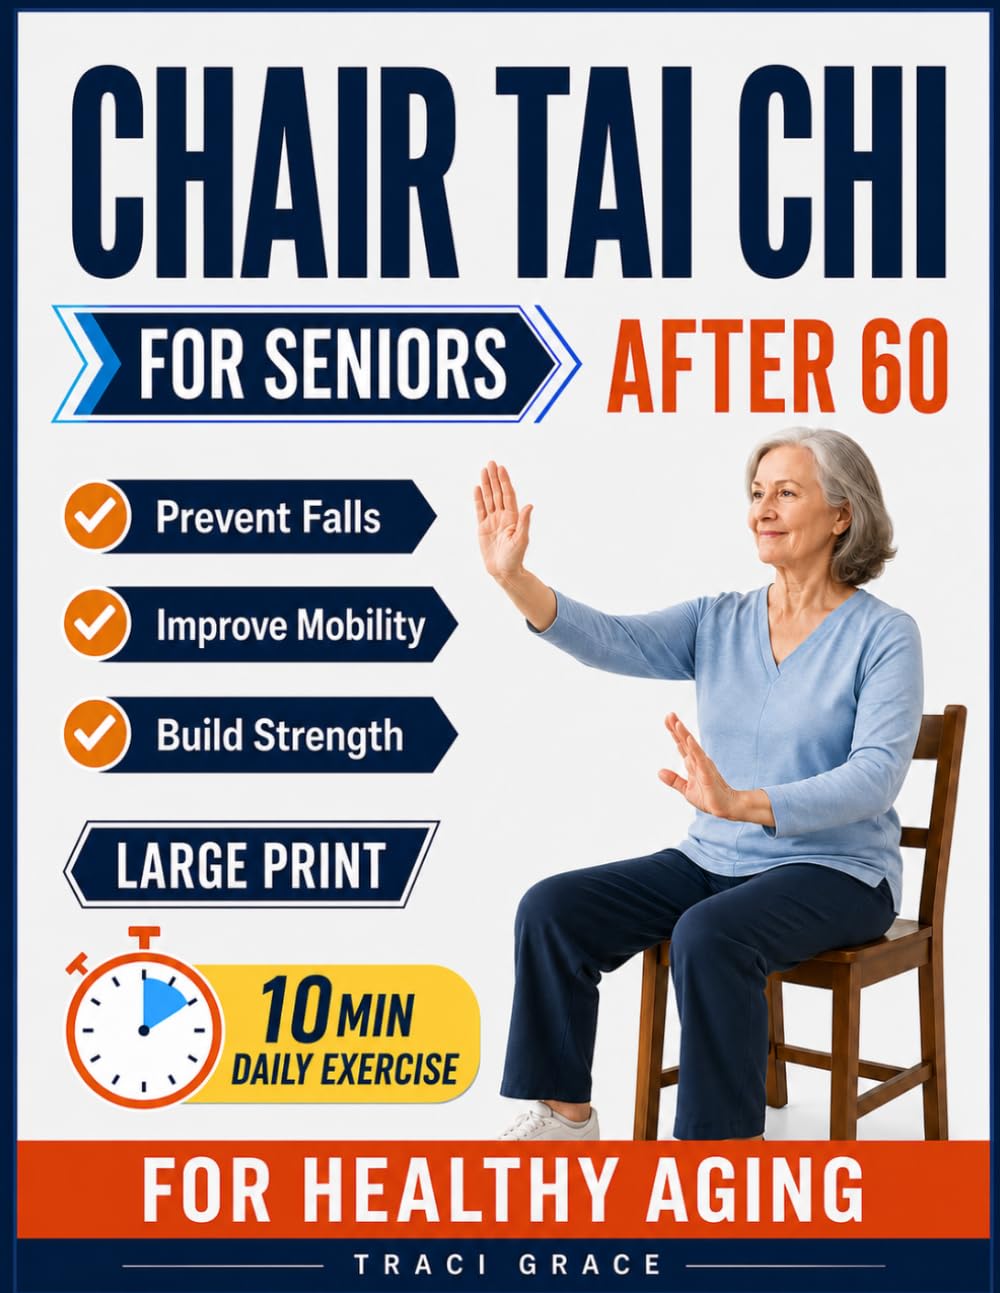 CHAIR TAI CHI
FOR SENIORS
AFTER 60
Prevent Falls
Improve Mobility
Build Strength
LARGE PRINT
10 MIN
DAILY EXERCISE
FOR HEALTHY AGING
TRACI GRACE